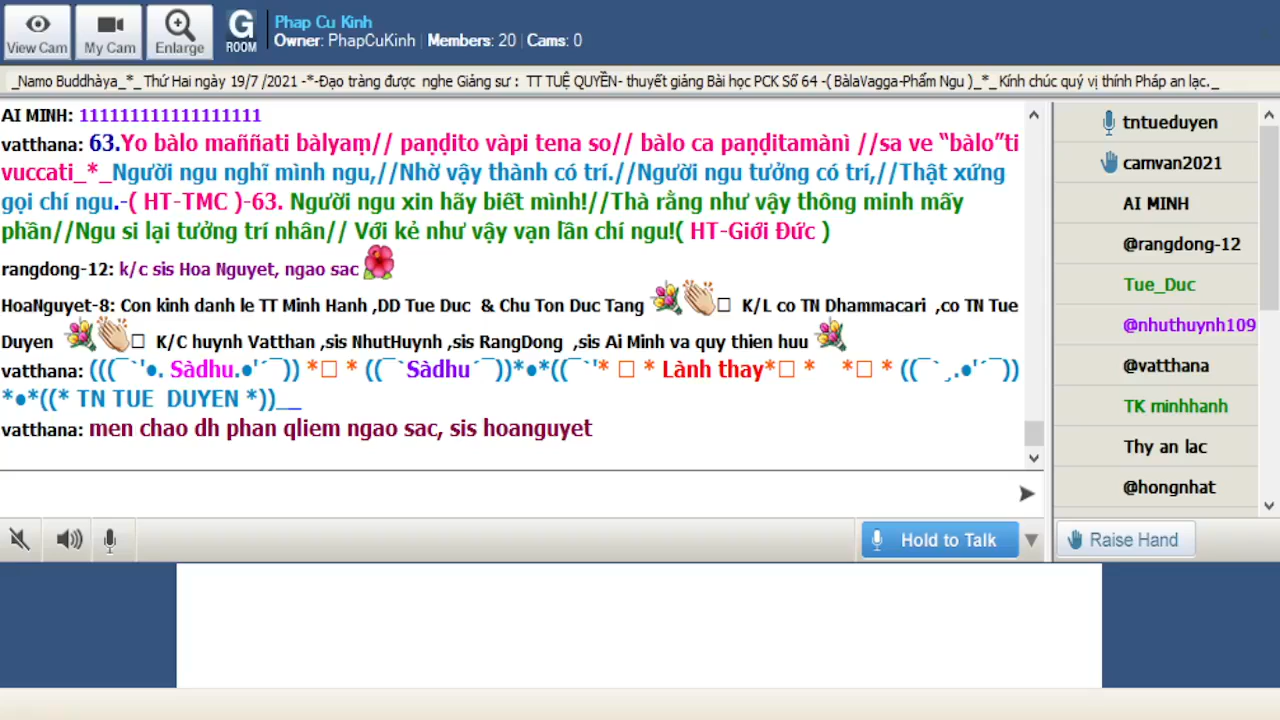 View Cam
My Cam
Enlarge
G
ROOM
Phap Cu Kinh
Owner: PhapCuKinh | Members: 20 | Cams: 0
_Namo Buddhàya_*_ Thứ Hai ngày 19/7 /2021 -*-Đạo tràng được nghe Giảng sư : TT TUỆ QUYỀN- thuyết giảng Bài học PCK Số 64 -( BàlaVagga-Phẩm Ngu )_*_ Kính chúc quý vị thính Pháp an lạc._
AI MINH: 111111111111111111
vatthana: 63.Yo bàlo maññati bàlyaṃ// paṇḍito vàpi tena so// bàlo ca paṇḍitamànì //sa ve “bàlo”ti
vuccati_*_Người ngu nghĩ mình ngu,//Nhờ vậy thành có trí.//Người ngu tưởng có trí,//Thật xứng
gọi chí ngu.-( HT-TMC )-63. Người ngu xin hãy biết mình!//Thà rằng như vậy thông minh mấy
phần//Ngu si lại tưởng trí nhân// Với kẻ như vậy vạn lần chí ngu!( HT-Giới Đức )
rangdong-12: k/c sis Hoa Nguyet, ngao sac
HoaNguyet-8: Con kinh danh le TT Minh Hanh ,DD Tue Duc & Chu Ton Duc Tang □ K/L co TN Dhammacari ,co TN Tue
Duyen □ K/C huynh Vatthan ,sis NhutHuynh ,sis RangDong ,sis Ai Minh va quy thien huu
vatthana: (((¯`'•. Sàdhu.•'´¯)) *□ * ((¯`Sàdhu´¯))*•*((¯`'* □ * Lành thay*□ * *□ * ((¯`¸.•'´¯))
*•*((* TN TUE DUYEN *))__
vatthana: men chao dh phan qliem ngao sac, sis hoanguyet
Hold to Talk
tntueduyen
camvan2021
AI MINH
@rangdong-12
Tue_Duc
@nhuthuynh109
@vatthana
TK minhhanh
Thy an lac
@hongnhat
Raise Hand